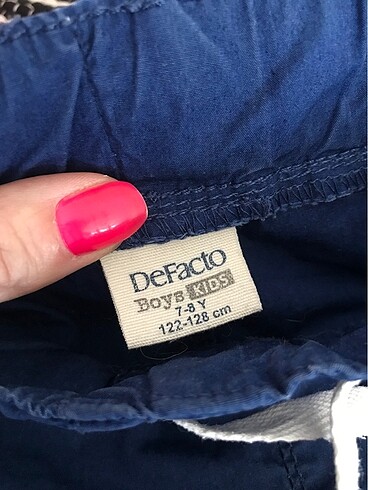 DeFacto
Boys KIDS
7-8 Y
122-128 cm